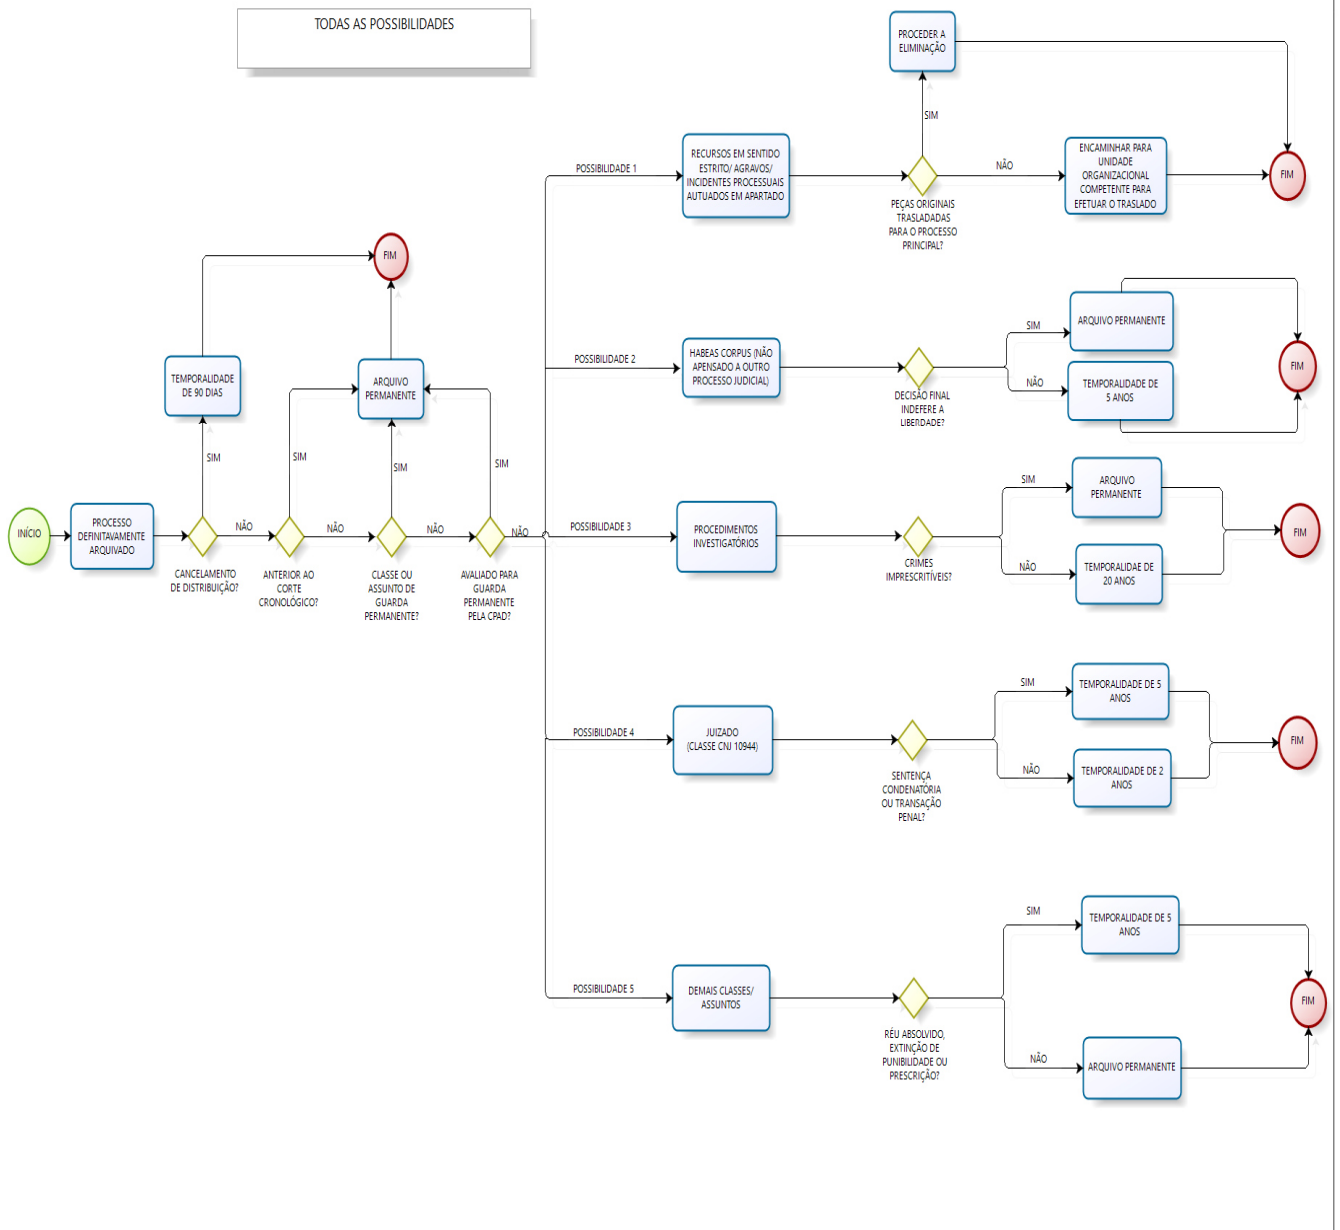 TODAS AS POSSIBILIDADES
PROCEDER A
ELIMINAÇÃO
SIM
POSSIBILIDADE 1
RECURSOS EM SENTIDO
ESTRITO/ AGRAVOS/
INCIDENTES PROCESSUAIS
AUTUADOS EM APARTADO
NÃO
ENCAMINHAR PARA
UNIDADE
ORGANIZACIONAL
COMPETENTE PARA
EFETUAR O TRASLADO
FIM
PEÇAS ORIGINAIS
TRASLADADAS
PARA O PROCESSO
PRINCIPAL?
FIM
TEMPORALIDADE
DE 90 DIAS
ARQUIVO
PERMANENTE
SIM
SIM
SIM
SIM
INÍCIO
PROCESSO
DEFINITAVAMENTE
ARQUIVADO
NÃO
NÃO
NÃO
NÃO
CANCELAMENTO
DE DISTRIBUIÇÃO?
ANTERIOR AO
CORTE
CRONOLÓGICO?
CLASSE OU
ASSUNTO DE
GUARDA
PERMANENTE?
AVALIADO PARA
GUARDA
PERMANENTE
PELA CPAD?
POSSIBILIDADE 2
HABEAS CORPUS (NÃO
APENSADO A OUTRO
PROCESSO JUDICIAL)
DECISÃO FINAL
INDEFERE A
LIBERDADE?
SIM
ARQUIVO PERMANENTE
NÃO
TEMPORALIDADE DE
5 ANOS
FIM
POSSIBILIDADE 3
PROCEDIMENTOS
INVESTIGATÓRIOS
CRIMES
IMPRESCRITÍVEIS?
SIM
ARQUIVO
PERMANENTE
NÃO
TEMPORALIDAE DE
20 ANOS
FIM
POSSIBILIDADE 4
JUIZADO
(CLASSE CNJ 10944)
SENTENÇA
CONDENATÓRIA
OU TRANSAÇÃO
PENAL?
SIM
TEMPORALIDADE DE 5
ANOS
NÃO
TEMPORALIDADE DE 2
ANOS
FIM
POSSIBILIDADE 5
DEMAIS CLASSES/
ASSUNTOS
RÉU ABSOLVIDO,
EXTINÇÃO DE
PUNIBILIDADE OU
PRESCRIÇÃO?
SIM
TEMPORALIDADE DE 5
ANOS
NÃO
ARQUIVO PERMANENTE
FIM